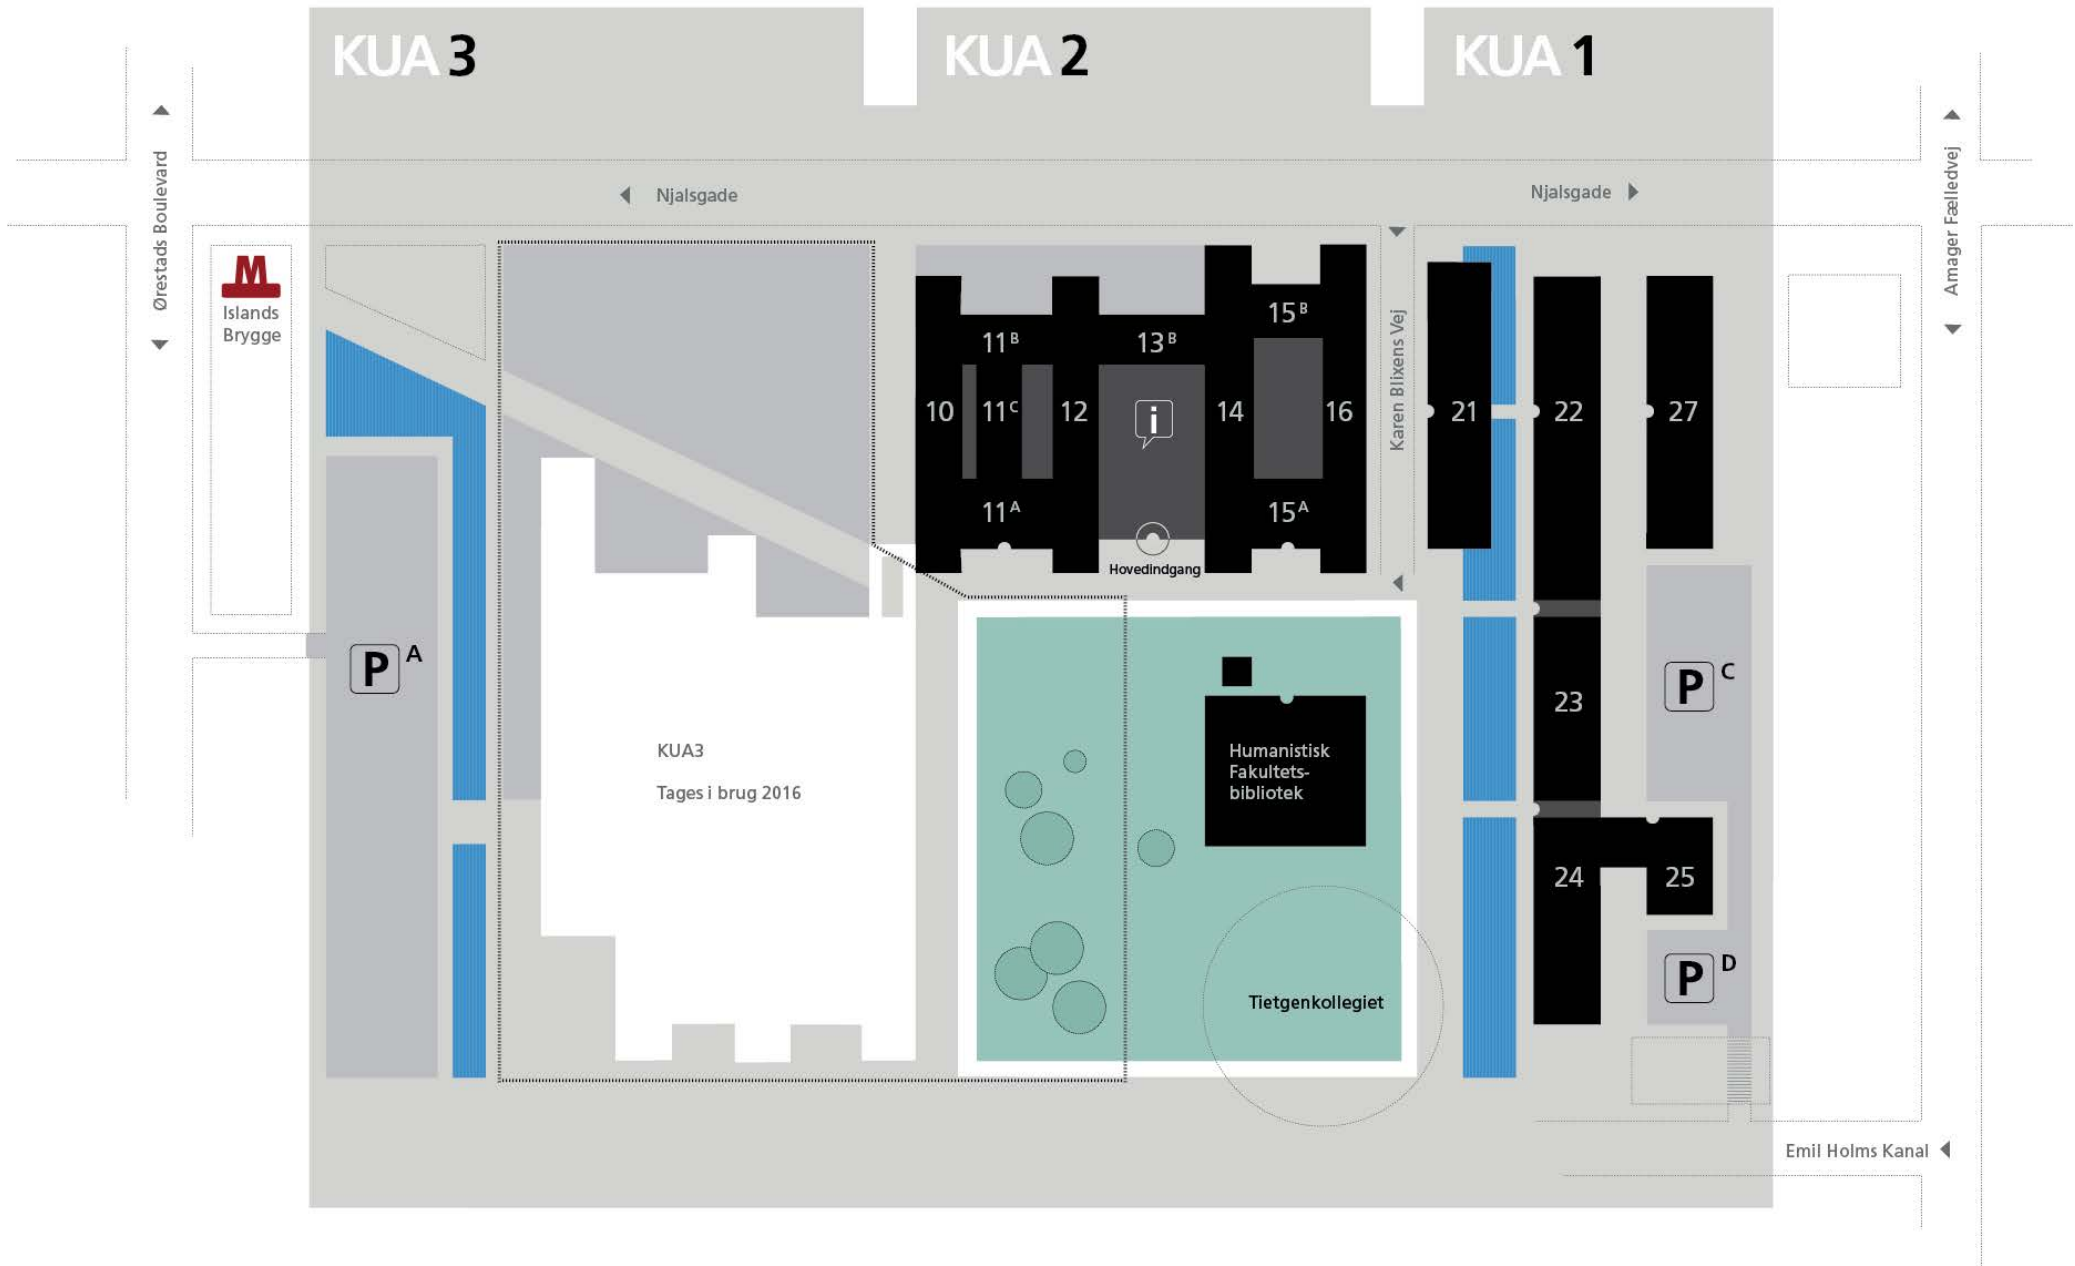 KUA 3
KUA 2
KUA 1
Njalsgade
Njalsgade
Ørestads Boulevard
Amager Fælledvej
M
Islands
Brygge
Karen Blixens Vej
15B
11B
13B
10
11C
12
i
14
16
21
22
27
11A
15A
Hovedindgang
P A
P C
23
KUA3
Tages i brug 2016
Humanistisk
Fakultets-
bibliotek
24
25
P D
Tietgenkollegiet
Emil Holms Kanal